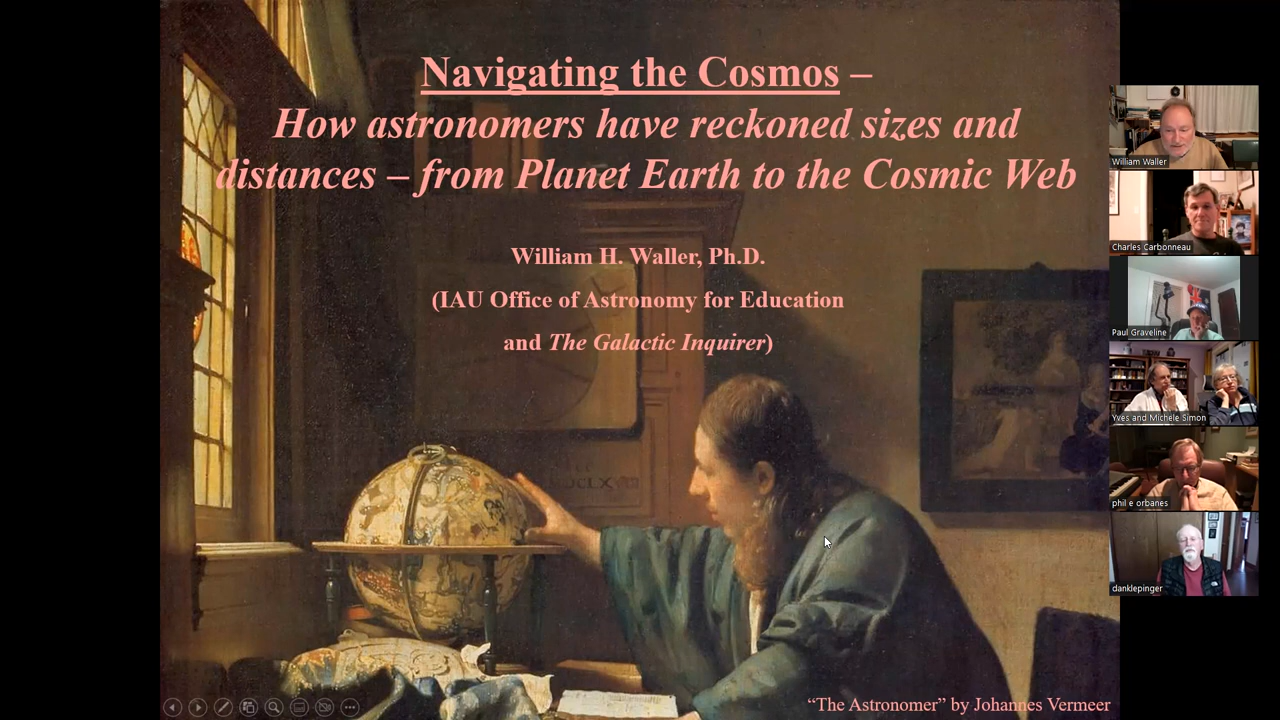 Navigating the Cosmos –
How astronomers have reckoned sizes and
distances – from Planet Earth to the Cosmic Web
William H. Waller, Ph.D.
(IAU Office of Astronomy for Education
and The Galactic Inquirer)
“The Astronomer” by Johannes Vermeer
William Waller
Charles Carbonneau
Paul Graveline
Yves and Michele Simon
phil e orbanes
danklepinger